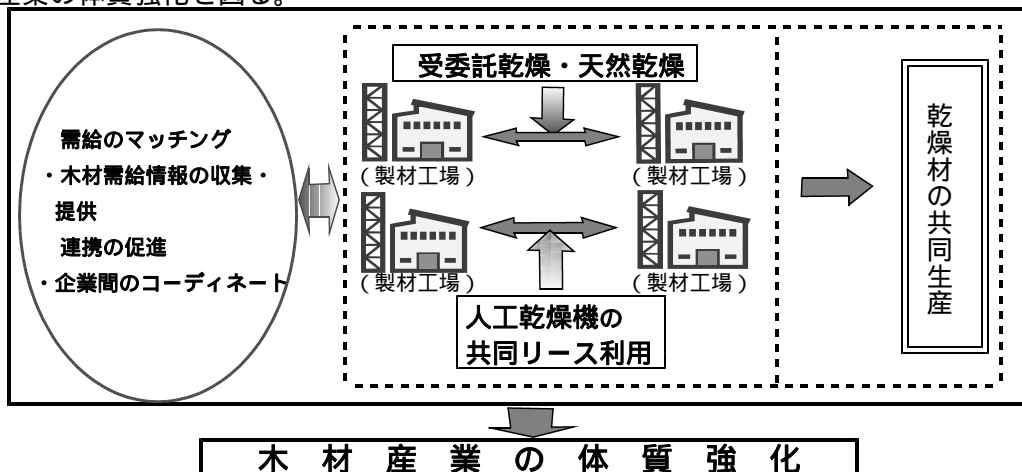 産業の体質強化を図る。
受委託乾燥・天然乾燥
需給のマッチング
・木材需給情報の収集・
提供
連携の促進
・企業間のコーディネート
（製材工場）
（製材工場）
（製材工場）
（製材工場）
人工乾燥機の
共同リース利用
乾燥材の共同生産
木材産業の体質強化